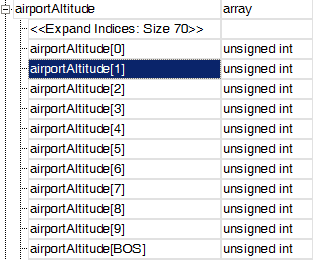 airportAltitude array
<<Expand Indices: Size 70>>
airportAltitude[0] unsigned int
airportAltitude[1] unsigned int
airportAltitude[2] unsigned int
airportAltitude[3] unsigned int
airportAltitude[4] unsigned int
airportAltitude[5] unsigned int
airportAltitude[6] unsigned int
airportAltitude[7] unsigned int
airportAltitude[8] unsigned int
airportAltitude[9] unsigned int
airportAltitude[BOS] unsigned int